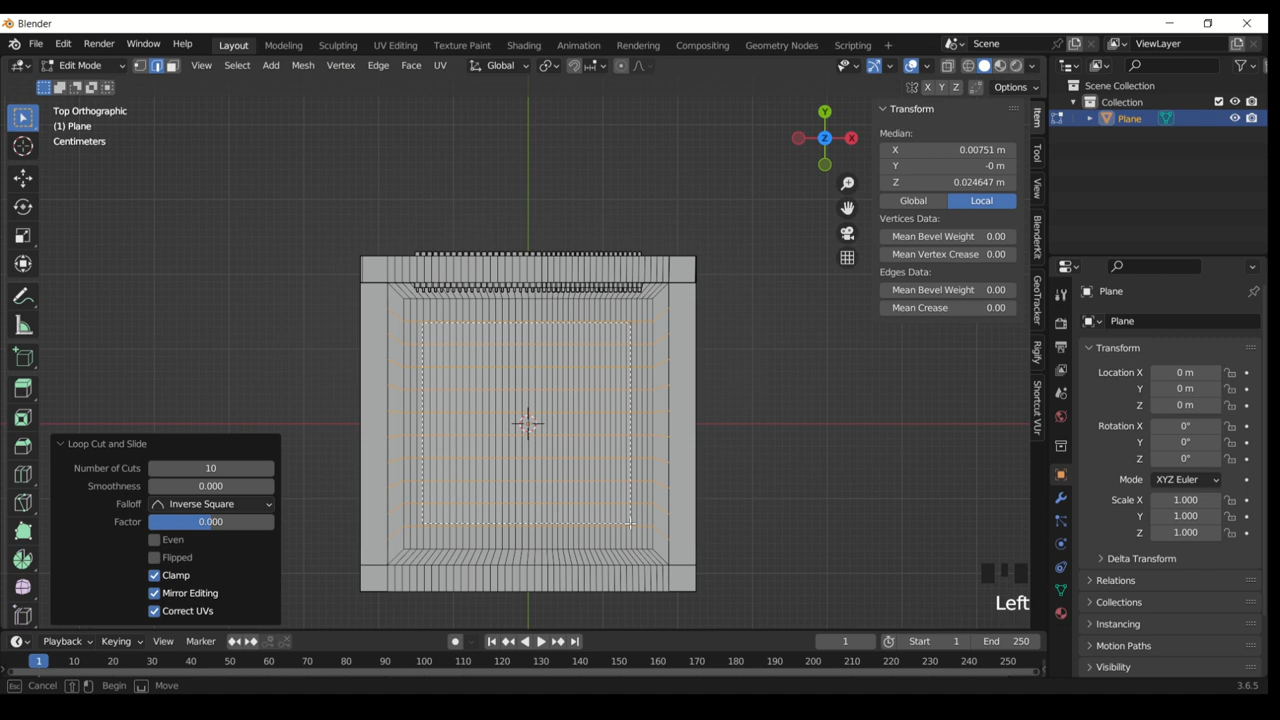 Blender
File Edit Render Window Help
Layout Modeling Sculpting UV Editing Texture Paint Shading Animation Rendering Compositing Geometry Nodes Scripting +
Scene
ViewLayer
Edit Mode
View Select Add Mesh Vertex Edge Face UV
Global
X Y Z
Options
Top Orthographic
(1) Plane
Centimeters
Y
Z
X
Transform
Median:
X 0.00751 m
Y -0 m
Z 0.024647 m
Global Local
Vertices Data:
Mean Bevel Weight 0.00
Mean Vertex Crease 0.00
Edges Data:
Mean Bevel Weight 0.00
Mean Crease 0.00
Item
Tool
View
BlenderKit
GeoTracker
Rigify
Shortcut VUr
Scene Collection
Collection
Plane
Plane
Plane
Transform
Location X 0 m
Y 0 m
Z 0 m
Rotation X 0°
Y 0°
Z 0°
Mode XYZ Euler
Scale X 1.000
Y 1.000
Z 1.000
Delta Transform
Relations
Collections
Instancing
Motion Paths
Visibility
Loop Cut and Slide
Number of Cuts 10
Smoothness 0.000
Falloff Inverse Square
Factor 0.000
Even
Flipped
Clamp
Mirror Editing
Correct UVs
Left
Playback Keying View Marker
1
Start 1
End 250
1 10 20 30 40 50 60 70 80 90 100 110 120 130 140 150 160 170 180 190 200 210 220 230 240 250
Esc Cancel Begin Move
3.6.5